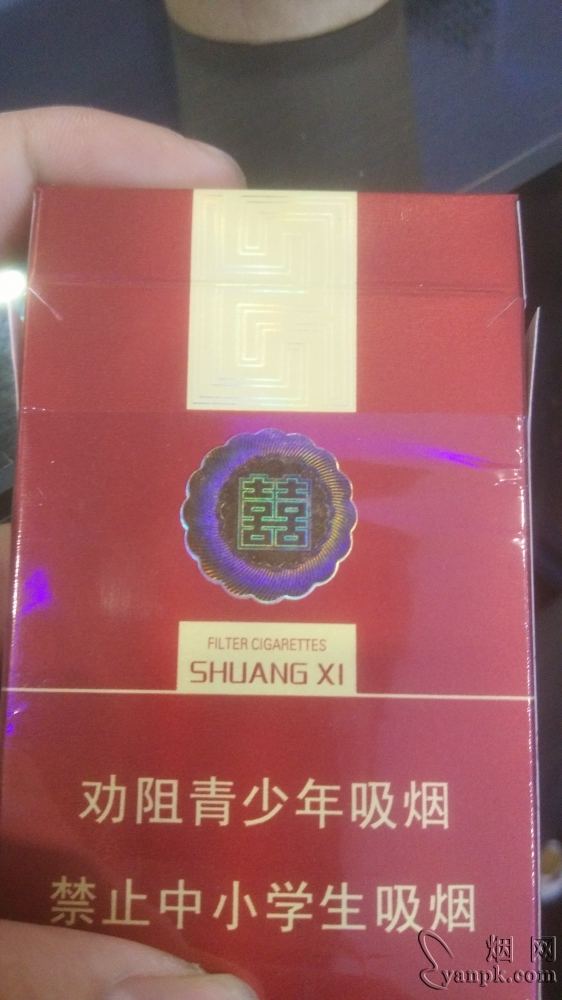 囍
FILTER CIGARETTES
SHUANG XI
劝阻青少年吸烟
禁止中小学生吸烟
烟网
yanpk.com